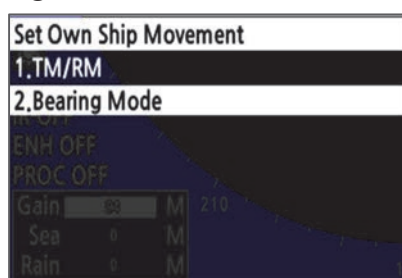 Set Own Ship Movement
1.TM/RM
2.Bearing Mode
IR OFF
ENH OFF
PROC OFF
Gain M 210
Sea 0 M
Rain 0 M